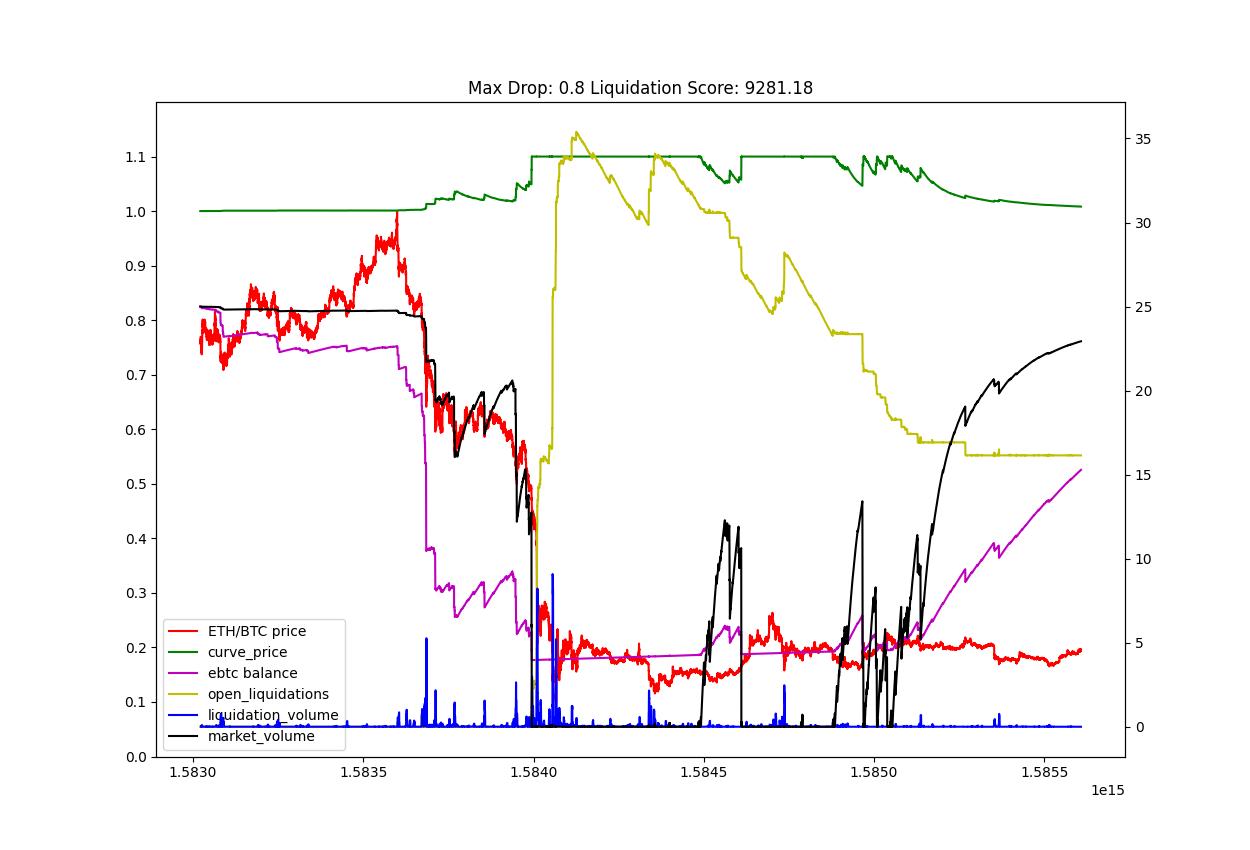 Max Drop: 0.8 Liquidation Score: 9281.18
1.1
1.0
0.9
0.8
0.7
0.6
0.5
0.4
0.3
0.2
0.1
0.0
35
30
25
20
15
10
5
0
ETH/BTC price
curve_price
ebtc balance
open_liquidations
liquidation_volume
market_volume
1.5830 1.5835 1.5840 1.5845 1.5850 1.5855
1e15